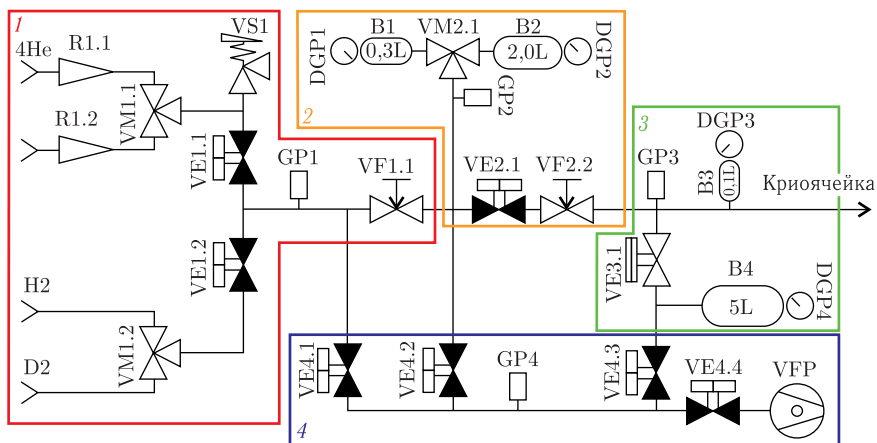 1
4He
R1.1
VM1.1
R1.2
VS1
VE1.1
GP1
VF1.1
VE1.2
H2
VM1.2
D2
2
DGP1
B1
0,3L
VM2.1
B2
2,0L
DGP2
GP2
VE2.1
VF2.2
3
GP3
DGP3
B3
0,1L
Криоячейка
VE3.1
B4
5L
DGP4
4
VE4.1
VE4.2
GP4
VE4.3
VE4.4
VFP